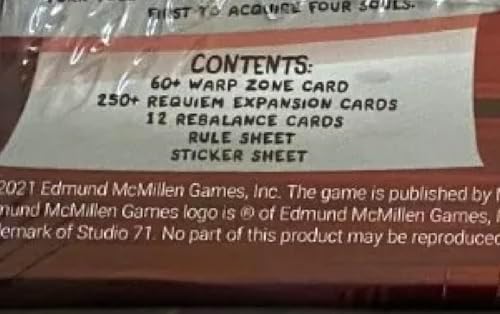 FIRST TO ACQUIRE FOUR SOULS.
CONTENTS:
60+ WARP ZONE CARD
250+ REQUIEM EXPANSION CARDS
12 REBALANCE CARDS
RULE SHEET
STICKER SHEET
2021 Edmund McMillen Games, Inc. The game is published by
mund McMillen Games logo is ® of Edmund McMillen Games,
emark of Studio 71. No part of this product may be reproduced